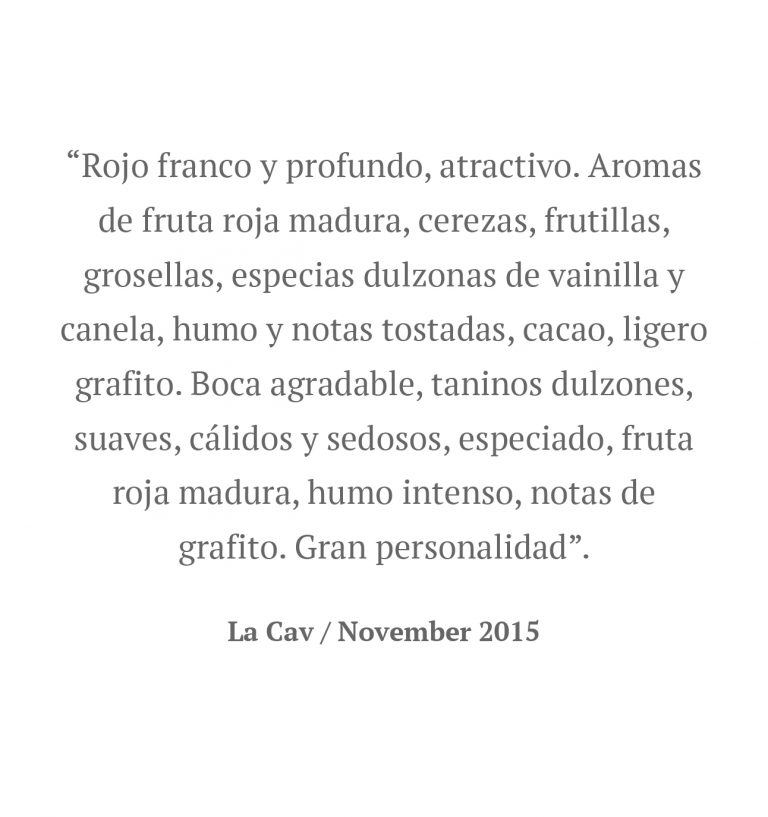 “Rojo franco y profundo, atractivo. Aromas
de fruta roja madura, cerezas, frutillas,
grosellas, especias dulzonas de vainilla y
canela, humo y notas tostadas, cacao, ligero
grafito. Boca agradable, taninos dulzones,
suaves, cálidos y sedosos, especiado, fruta
roja madura, humo intenso, notas de
grafito. Gran personalidad”.
La Cav / November 2015